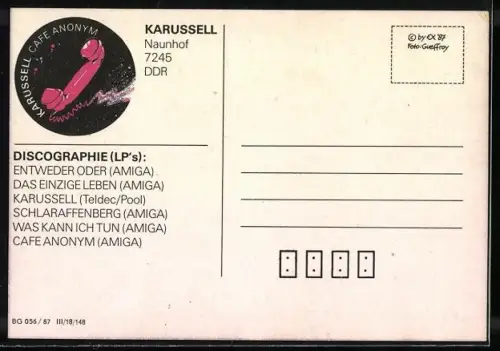 KARUSSELL CAFE ANONYM
KARUSSELL
Naunhof
7245
DDR
© by EX '87
Foto-Gueffroy
DISCOGRAPHIE (LP's):
ENTWEDER ODER (AMIGA)
DAS EINZIGE LEBEN (AMIGA)
KARUSSELL (Teldec/Pool)
SCHLARAFFENBERG (AMIGA)
WAS KANN ICH TUN (AMIGA)
CAFE ANONYM (AMIGA)
BG 056/87 III/18/148